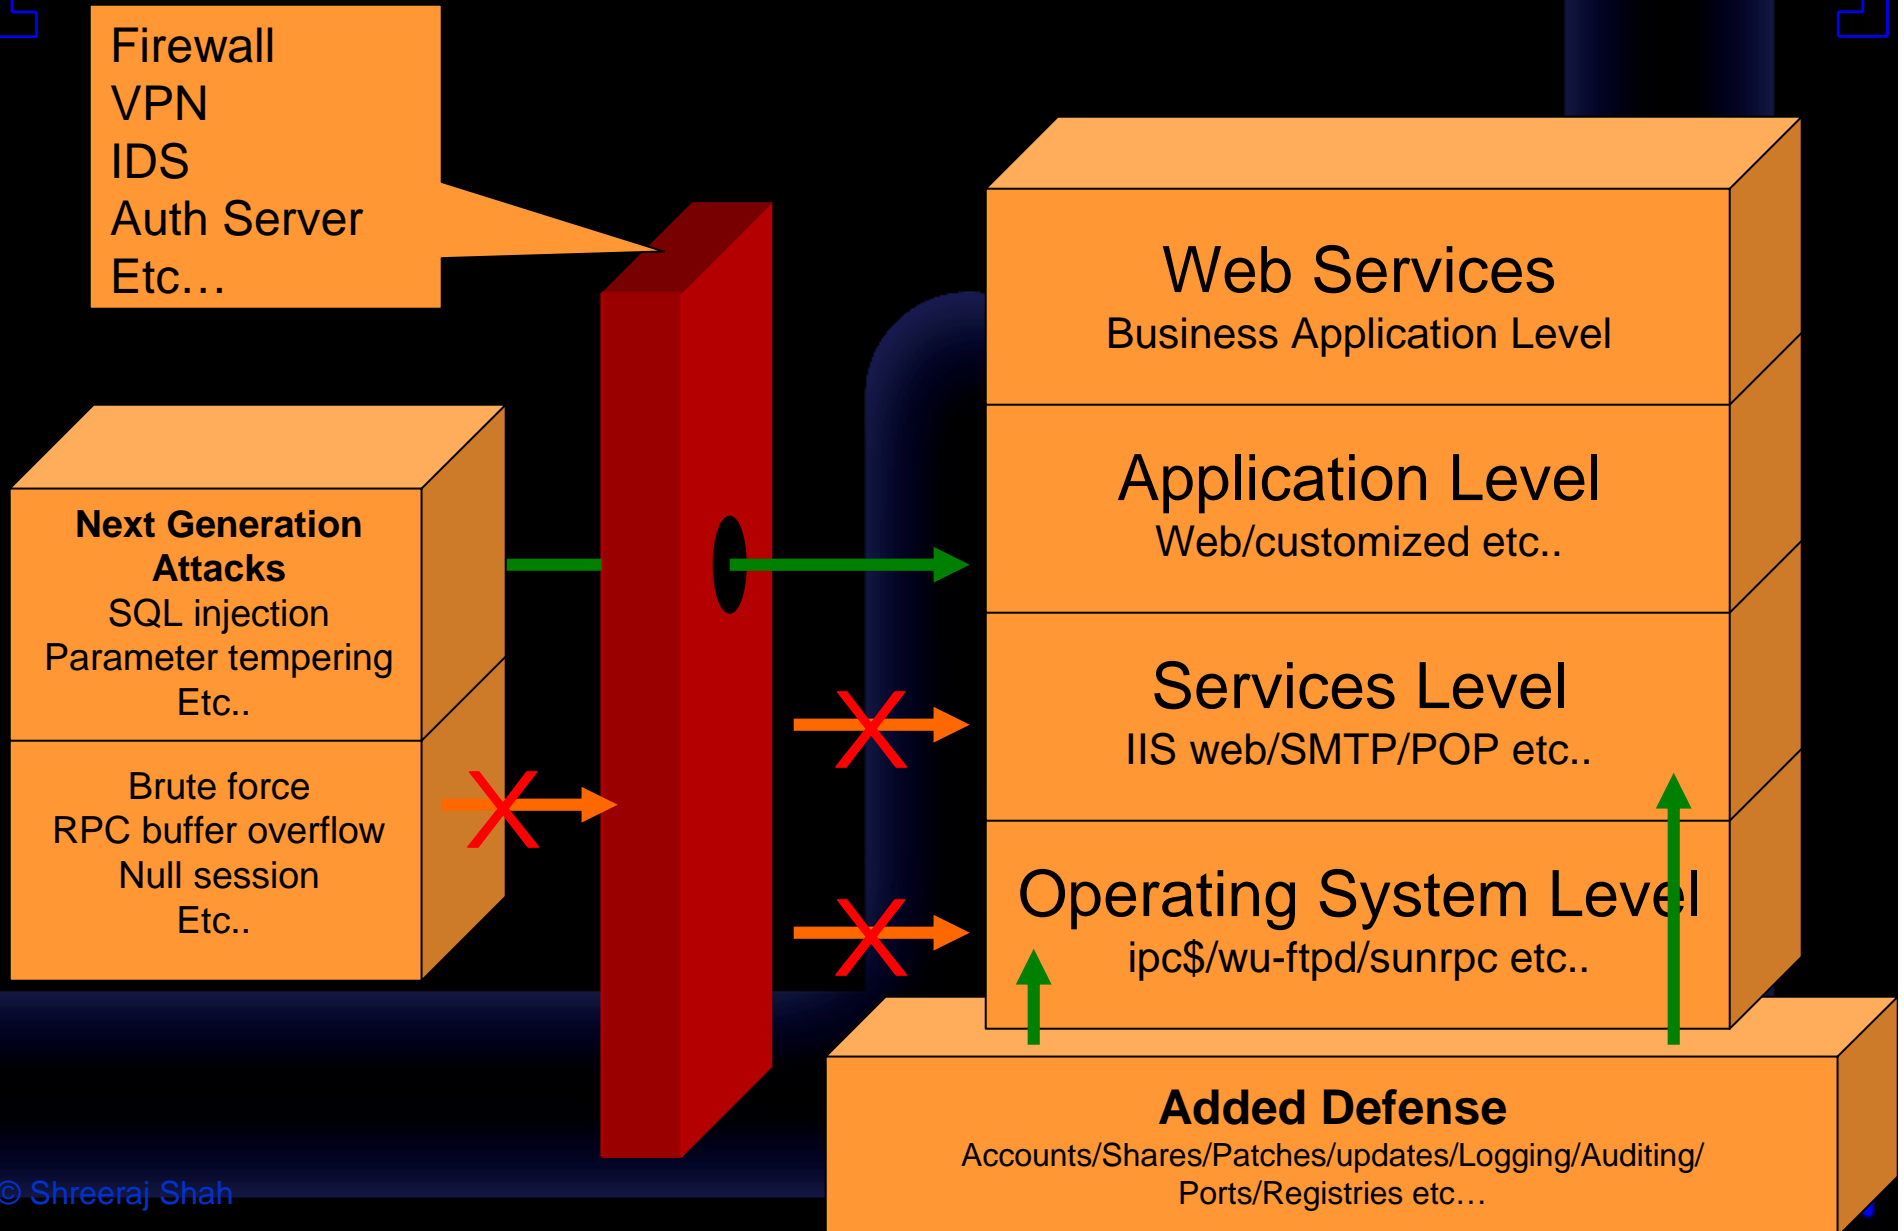 Firewall
VPN
IDS
Auth Server
Etc…
Web Services
Business Application Level
Application Level
Web/customized etc..
Services Level
IIS web/SMTP/POP etc..
Operating System Level
ipc$/wu-ftpd/sunrpc etc..
Next Generation
Attacks
SQL injection
Parameter tempering
Etc..
Brute force
RPC buffer overflow
Null session
Etc..
Added Defense
Accounts/Shares/Patches/updates/Logging/Auditing/
Ports/Registries etc…
© Shreeraj Shah